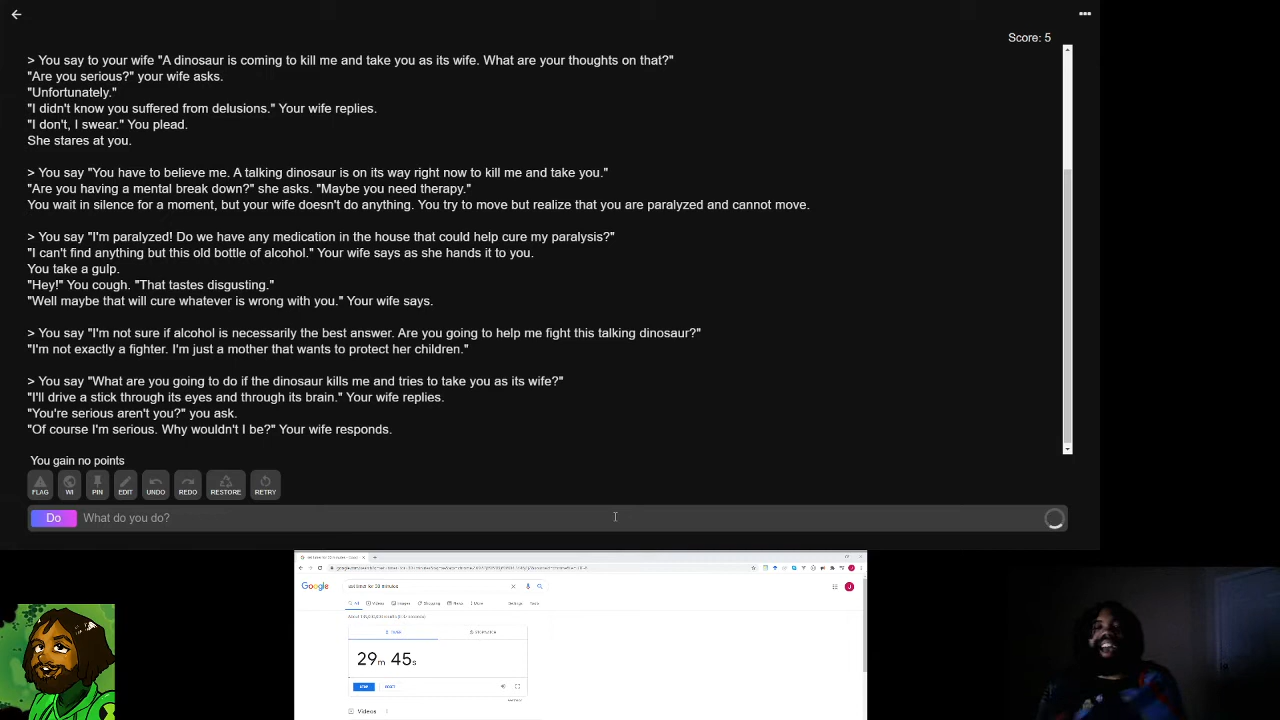 Score: 5
> You say to your wife "A dinosaur is coming to kill me and take you as its wife. What are your thoughts on that?"
"Are you serious?" your wife asks.
"Unfortunately."
"I didn't know you suffered from delusions." Your wife replies.
"I don't, I swear." You plead.
She stares at you.
> You say "You have to believe me. A talking dinosaur is on its way right now to kill me and take you."
"Are you having a mental break down?" she asks. "Maybe you need therapy."
You wait in silence for a moment, but your wife doesn't do anything. You try to move but realize that you are paralyzed and cannot move.
> You say "I'm paralyzed! Do we have any medication in the house that could help cure my paralysis?"
"I can't find anything but this old bottle of alcohol." Your wife says as she hands it to you.
You take a gulp.
"Hey!" You cough. "That tastes disgusting."
"Well maybe that will cure whatever is wrong with you." Your wife says.
> You say "I'm not sure if alcohol is necessarily the best answer. Are you going to help me fight this talking dinosaur?"
"I'm not exactly a fighter. I'm just a mother that wants to protect her children."
> You say "What are you going to do if the dinosaur kills me and tries to take you as its wife?"
"I'll drive a stick through its eyes and through its brain." Your wife replies.
"You're serious aren't you?" you ask.
"Of course I'm serious. Why wouldn't I be?" Your wife responds.
You gain no points
FLAG WI PIN EDIT UNDO REDO RESTORE RETRY
Do What do you do?
Google
All Videos Images Shopping News More Settings Tools
29m 45s
Videos